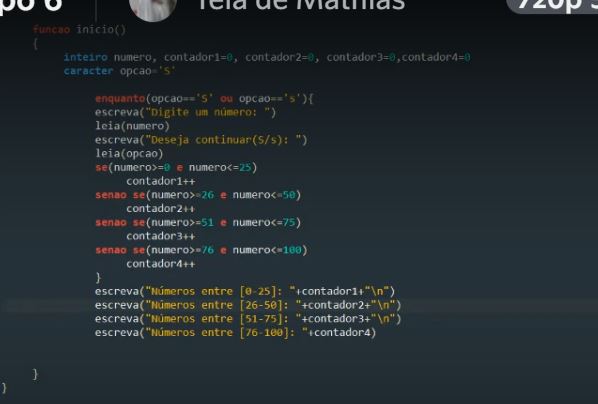 po 6 Tela de Mathias 720p
funcao inicio()
{
inteiro numero, contador1=0, contador2=0, contador3=0,contador4=0
caracter opcao='S'
enquanto(opcao=='S' ou opcao=='s'){
escreva("Digite um número: ")
leia(numero)
escreva("Deseja continuar(S/s): ")
leia(opcao)
se(numero>=0 e numero<=25)
contador1++
senao se(numero>=26 e numero<=50)
contador2++
senao se(numero>=51 e numero<=75)
contador3++
senao se(numero>=76 e numero<=100)
contador4++
}
escreva("Números entre [0-25]: "+contador1+"\n")
escreva("Números entre [26-50]: "+contador2+"\n")
escreva("Números entre [51-75]: "+contador3+"\n")
escreva("Números entre [76-100]: "+contador4)
}
}